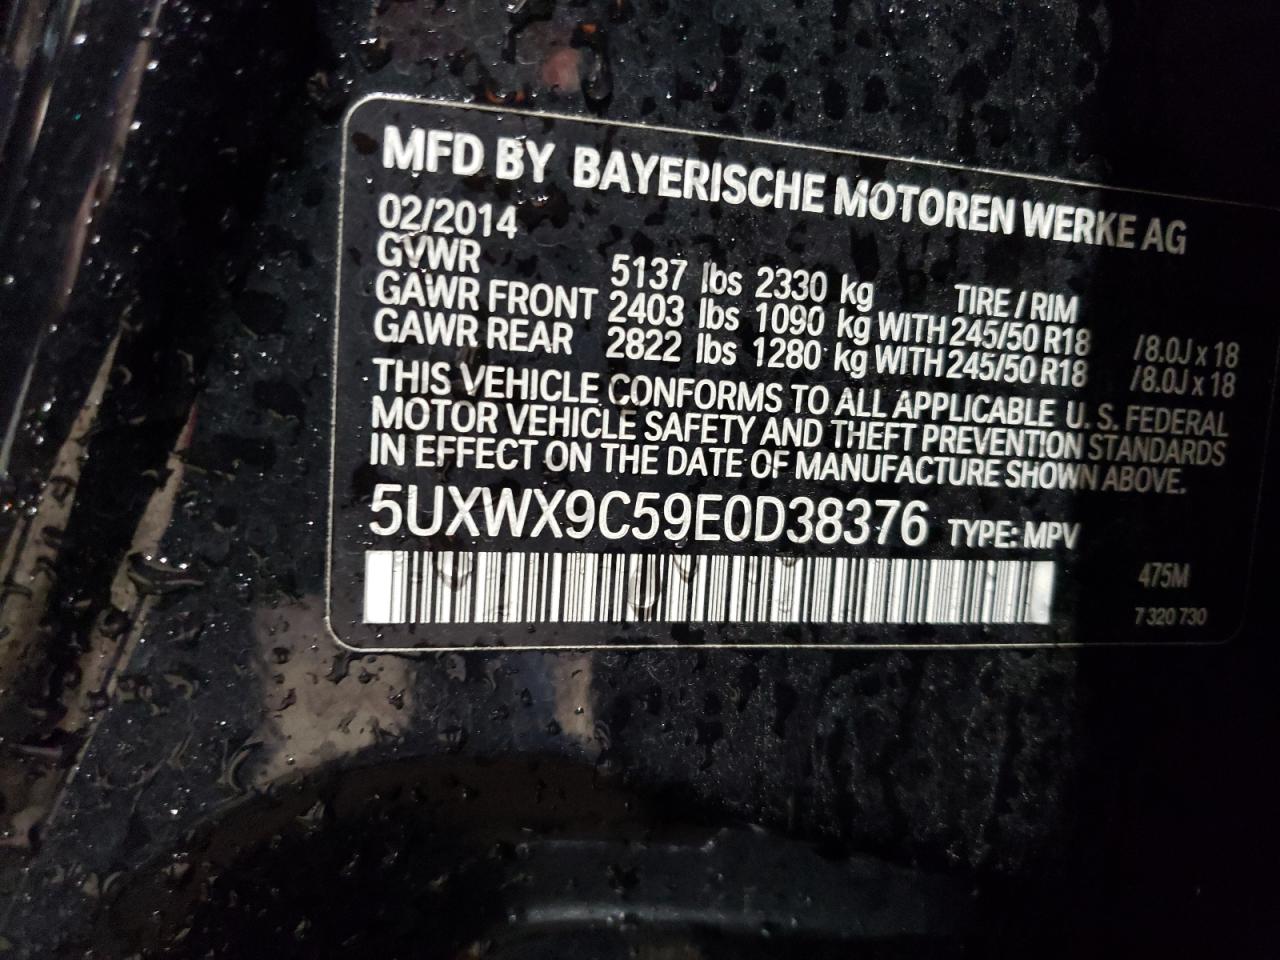 MFD BY BAYERISCHE MOTOREN WERKE AG
02/2014
GVWR 5137 lbs 2330 kg TIRE / RIM
GAWR FRONT 2403 lbs 1090 kg WITH 245/50 R18 /8.0J x 18
GAWR REAR 2822 lbs 1280 kg WITH 245/50 R18 /8.0J x 18
THIS VEHICLE CONFORMS TO ALL APPLICABLE U. S. FEDERAL
MOTOR VEHICLE SAFETY AND THEFT PREVENTION STANDARDS
IN EFFECT ON THE DATE OF MANUFACTURE SHOWN ABOVE.
5UXWX9C59E0D38376 TYPE: MPV
475M
7 320 730